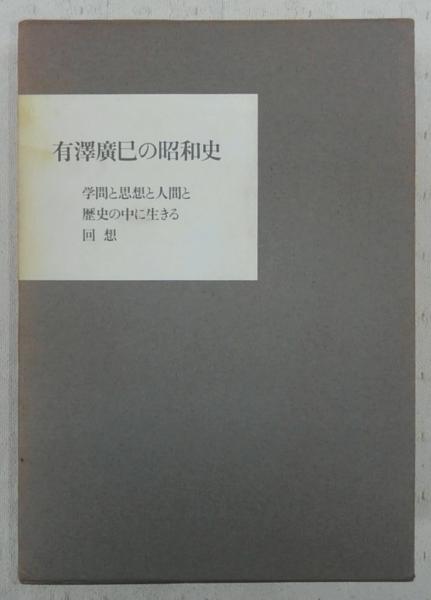 有澤廣巳の昭和史
学問と思想と人間と
歴史の中に生きる
回想